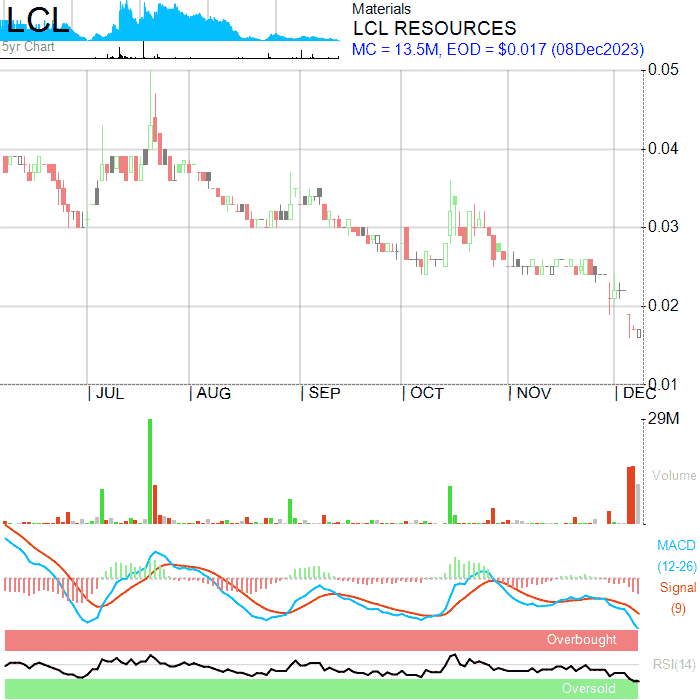 LCL
5yr Chart
Materials
LCL RESOURCES
MC = 13.5M, EOD = $0.017 (08Dec2023)
0.05
0.04
0.03
0.02
0.01
JUL AUG SEP OCT NOV DEC
29M
Volume
MACD
(12-26)
Signal
(9)
Overbought
RSI(14)
Oversold